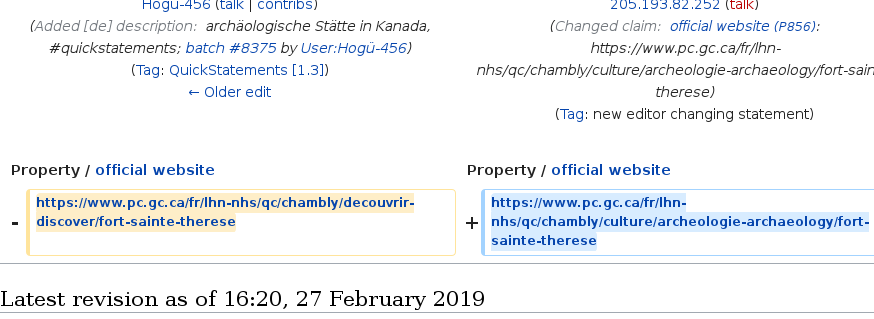 Hogü-456 (talk | contribs)
(Added [de] description: archäologische Stätte in Kanada,
#quickstatements; batch #8375 by User:Hogü-456)
(Tag: QuickStatements [1.3])
← Older edit
205.193.82.252 (talk)
(Changed claim: official website (P856):
https://www.pc.gc.ca/fr/lhn-
nhs/qc/chambly/culture/archeologie-archaeology/fort-sain
therese)
(Tag: new editor changing statement)
Property / official website
- https://www.pc.gc.ca/fr/lhn-nhs/qc/chambly/decouvrir-
discover/fort-sainte-therese
Property / official website
+ https://www.pc.gc.ca/fr/lhn-
nhs/qc/chambly/culture/archeologie-archaeology/fort-
sainte-therese
Latest revision as of 16:20, 27 February 2019